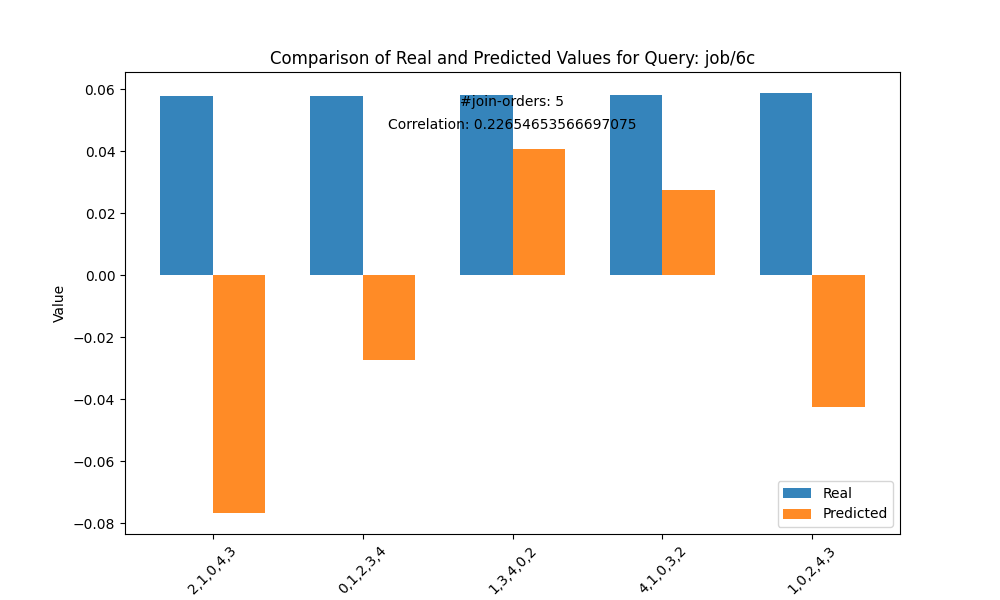 Comparison of Real and Predicted Values for Query: job/6c
#join-orders: 5
Correlation: 0.22654653566697075
0.06
0.04
0.02
0.00
−0.02
−0.04
−0.06
−0.08
Value
Real
Predicted
2,1,0,4,3
0,1,2,3,4
1,3,4,0,2
4,1,0,3,2
1,0,2,4,3